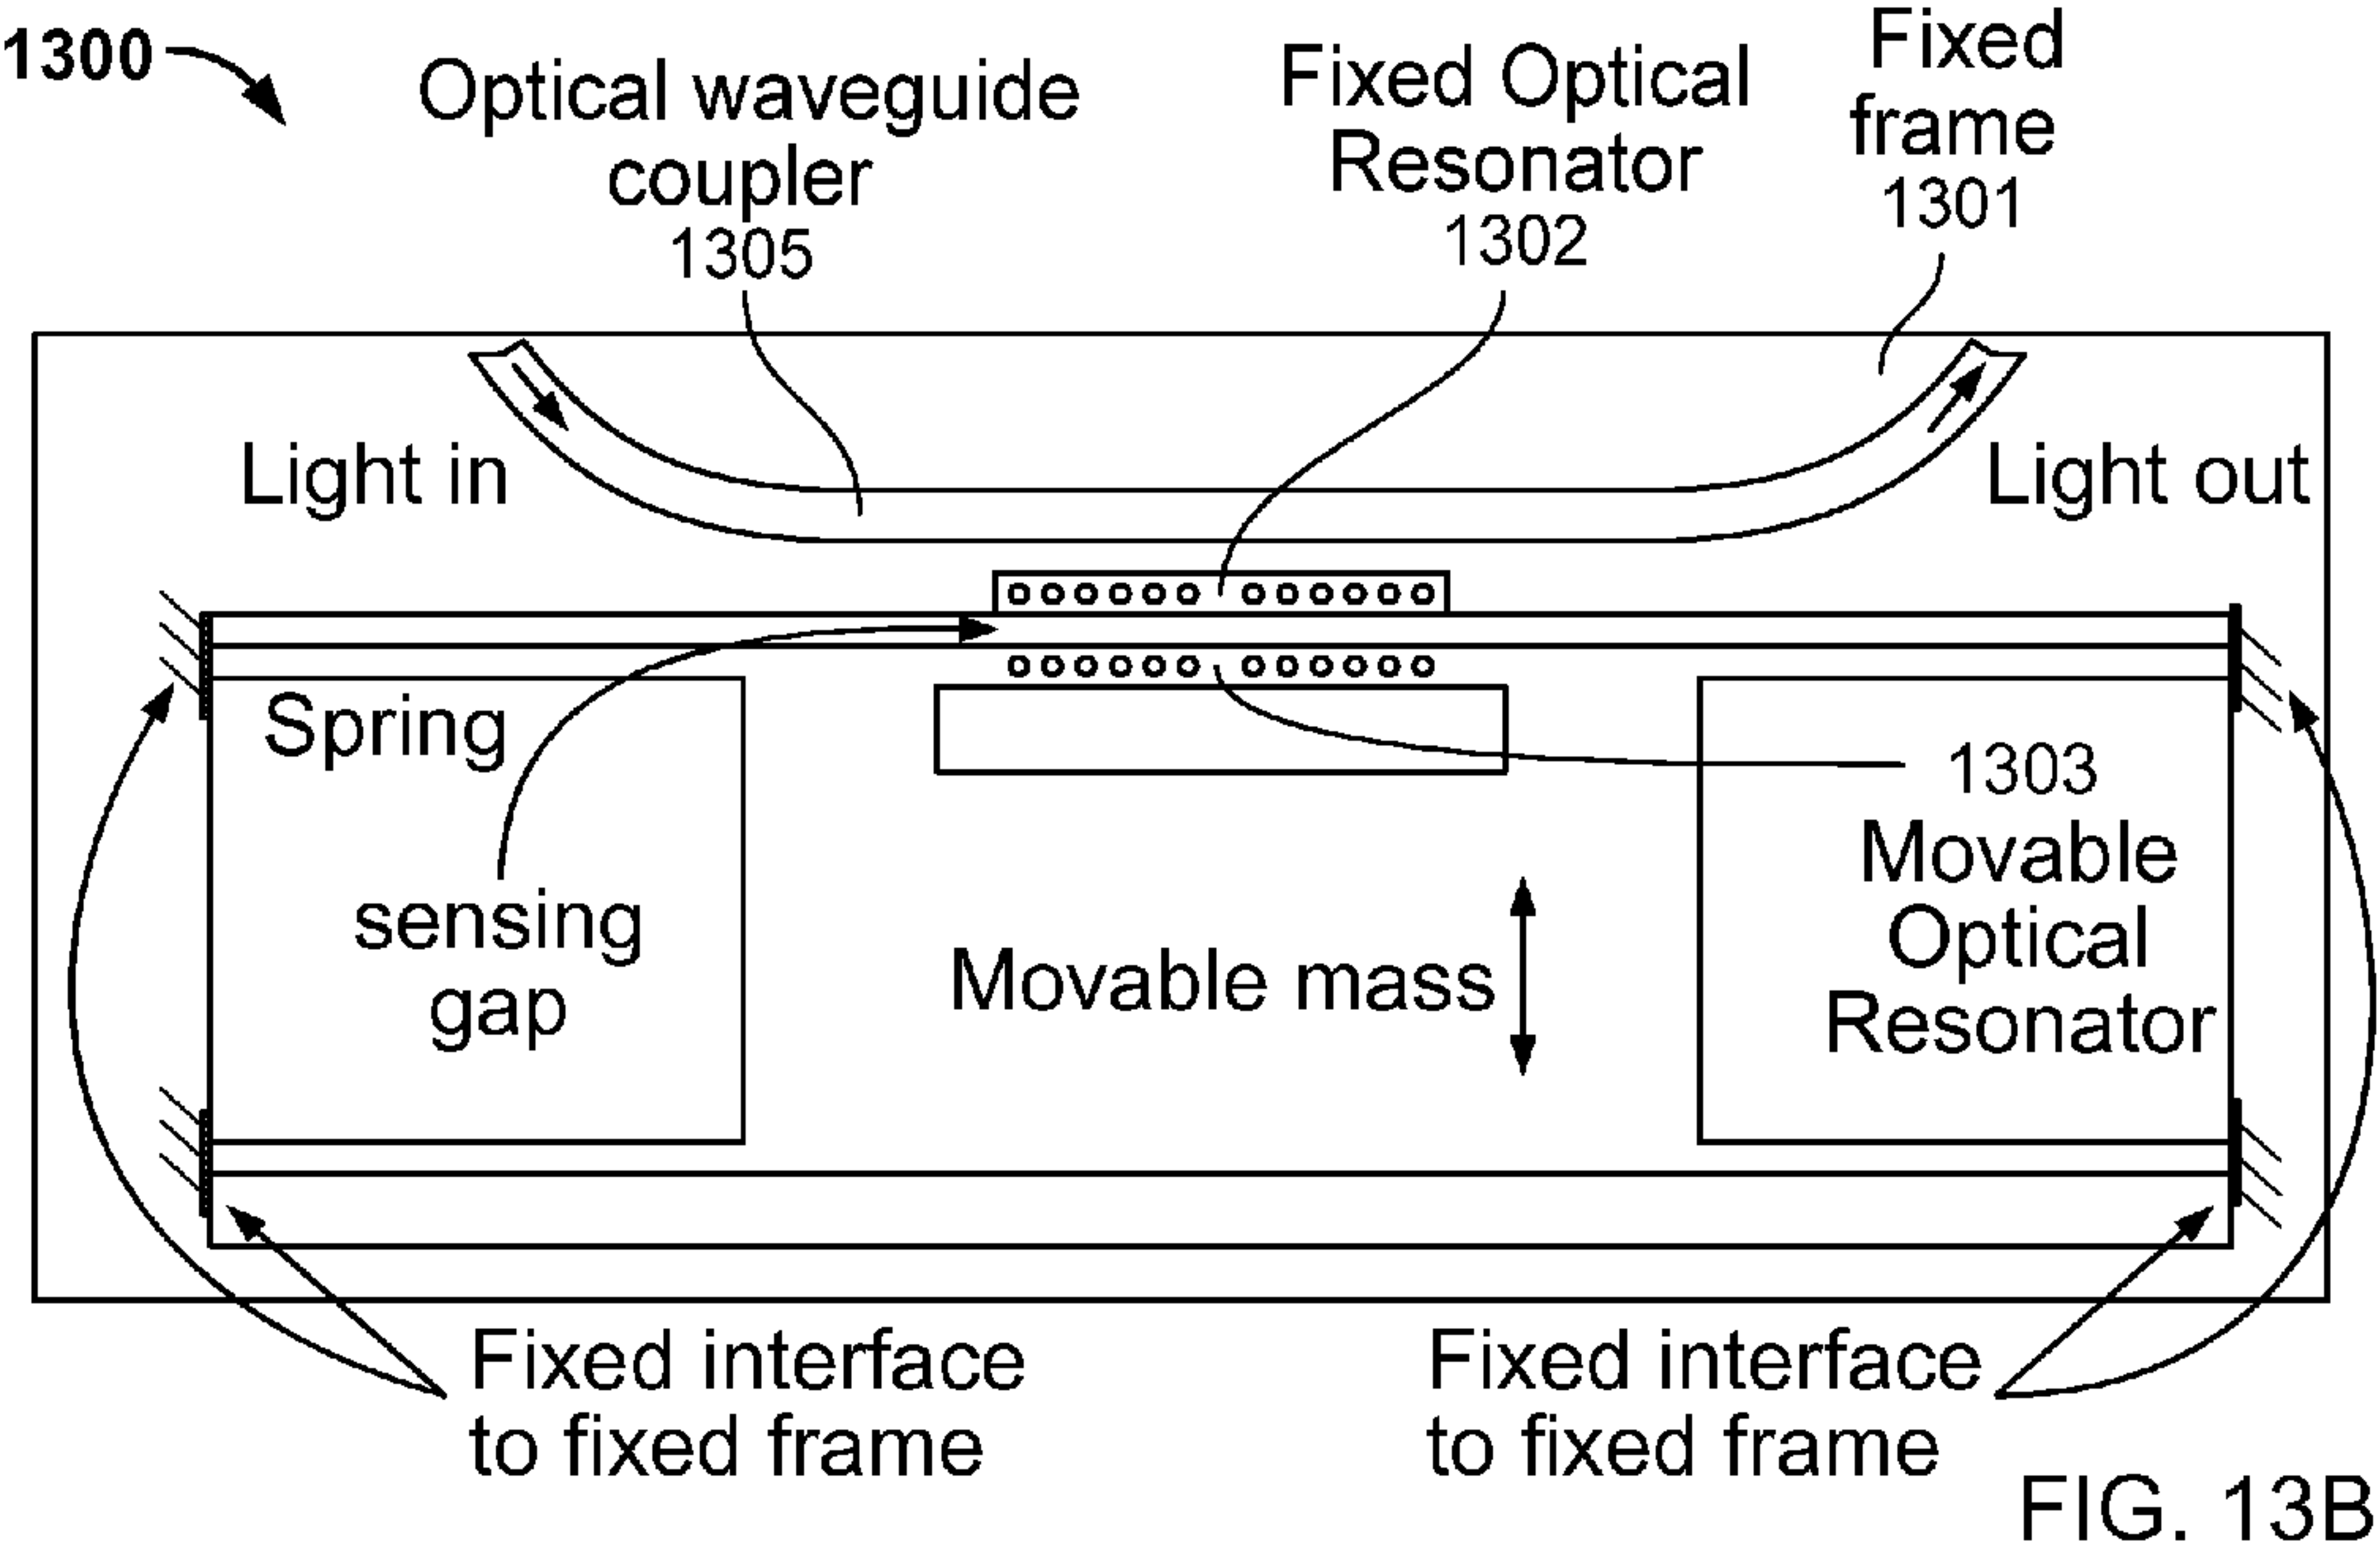 1300
Optical waveguide
coupler
1305
Fixed Optical
Resonator
1302
Fixed
frame
1301
Light in
Light out
Spring
sensing
gap
Movable mass
1303
Movable
Optical
Resonator
Fixed interface
to fixed frame
Fixed interface
to fixed frame
FIG. 13B